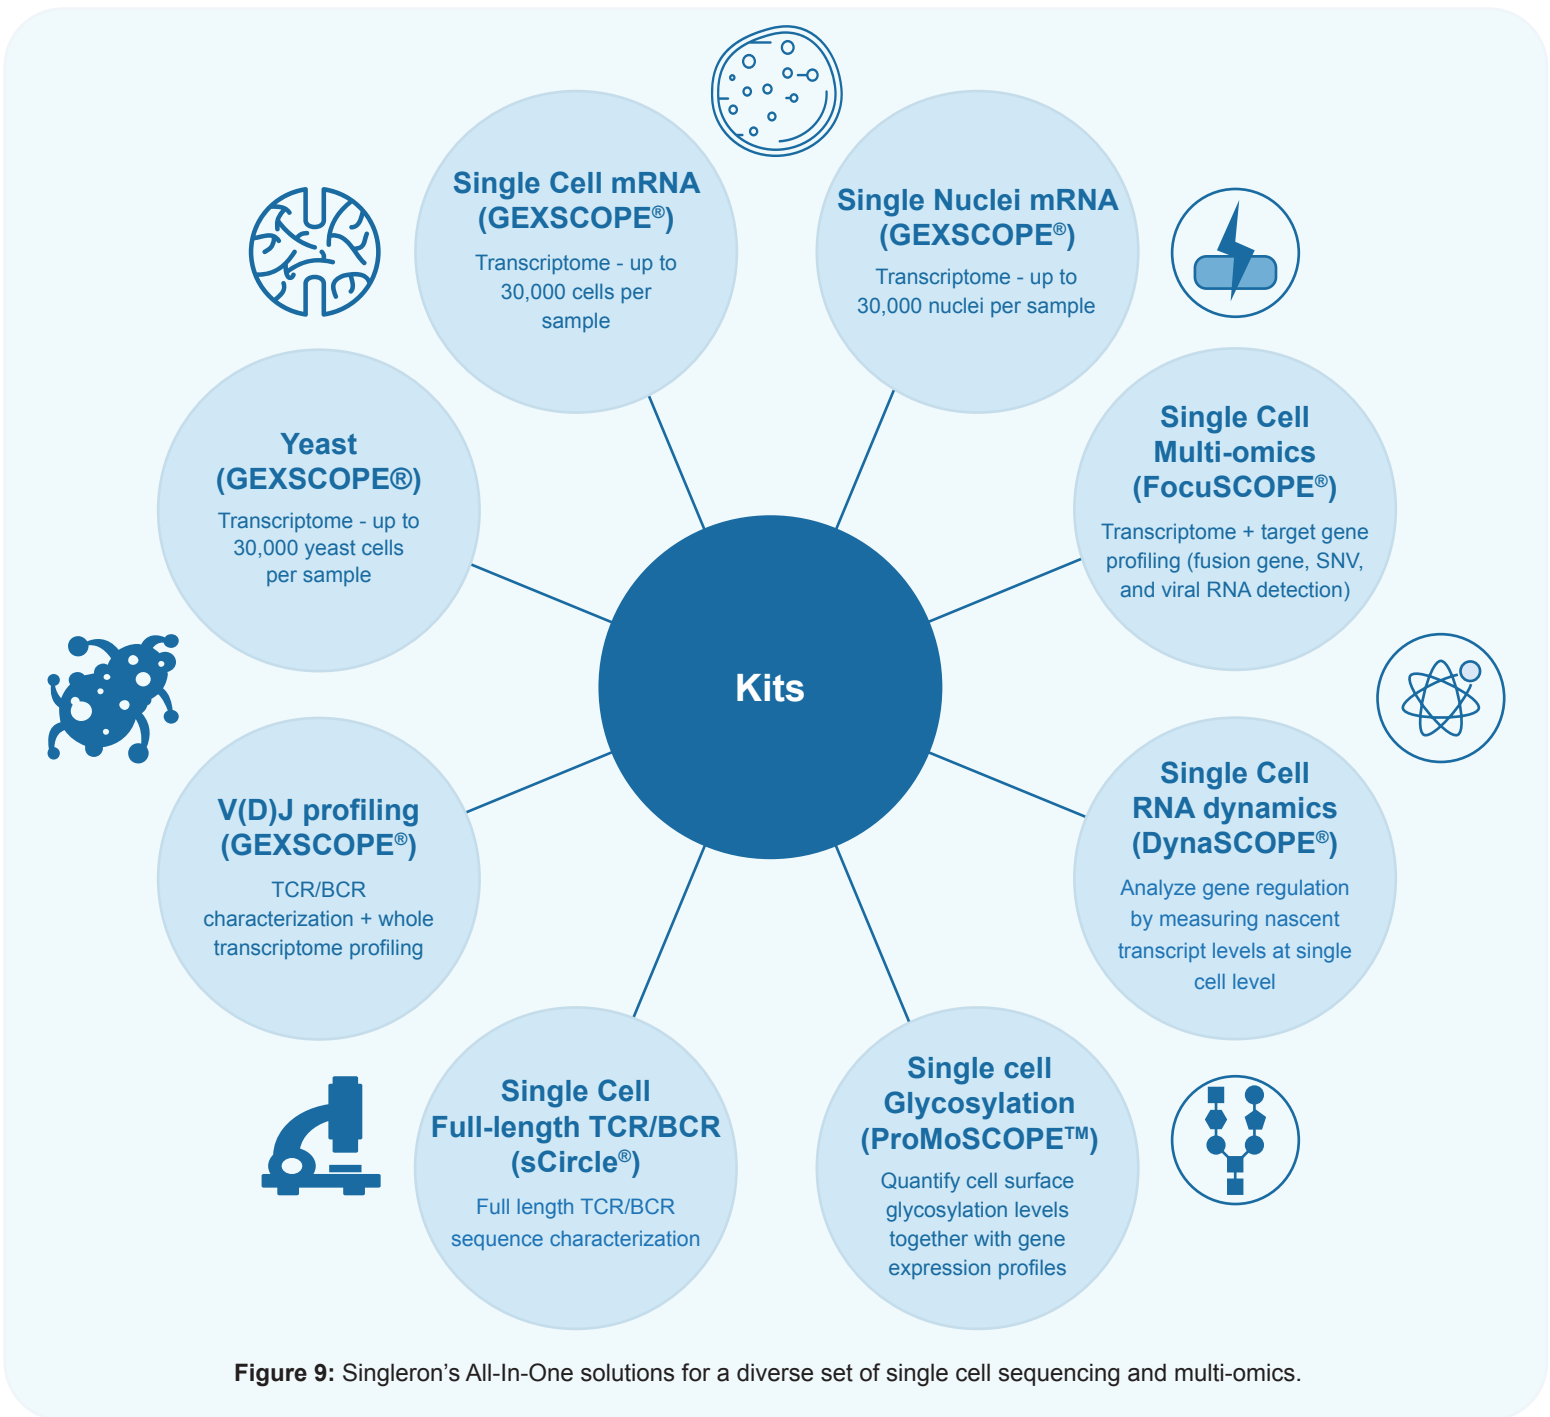 Single Cell mRNA
(GEXSCOPE®)
Transcriptome - up to
30,000 cells per
sample
Single Nuclei mRNA
(GEXSCOPE®)
Transcriptome - up to
30,000 nuclei per sample
Yeast
(GEXSCOPE®)
Transcriptome - up to
30,000 yeast cells
per sample
Single Cell
Multi-omics
(FocuSCOPE®)
Transcriptome + target gene
profiling (fusion gene, SNV,
and viral RNA detection)
Kits
V(D)J profiling
(GEXSCOPE®)
TCR/BCR
characterization + whole
transcriptome profiling
Single Cell
RNA dynamics
(DynaSCOPE®)
Analyze gene regulation
by measuring nascent
transcript levels at single
cell level
Single Cell
Full-length TCR/BCR
(sCircle®)
Full length TCR/BCR
sequence characterization
Single cell
Glycosylation
(ProMoSCOPE™)
Quantify cell surface
glycosylation levels
together with gene
expression profiles
Figure 9: Singleron’s All-In-One solutions for a diverse set of single cell sequencing and multi-omics.